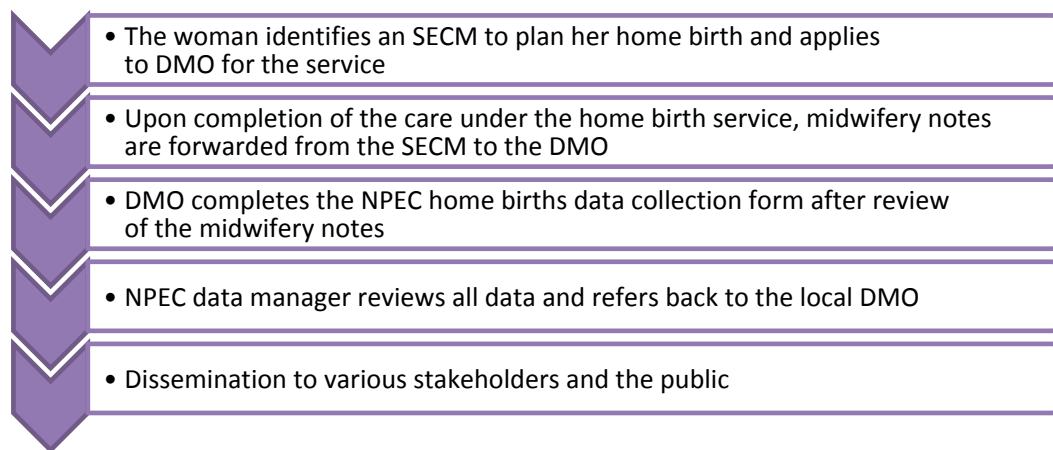 • The woman identifies an SECM to plan her home birth and applies
to DMO for the service
• Upon completion of the care under the home birth service, midwifery notes
are forwarded from the SECM to the DMO
• DMO completes the NPEC home births data collection form after review
of the midwifery notes
• NPEC data manager reviews all data and refers back to the local DMO
• Dissemination to various stakeholders and the public